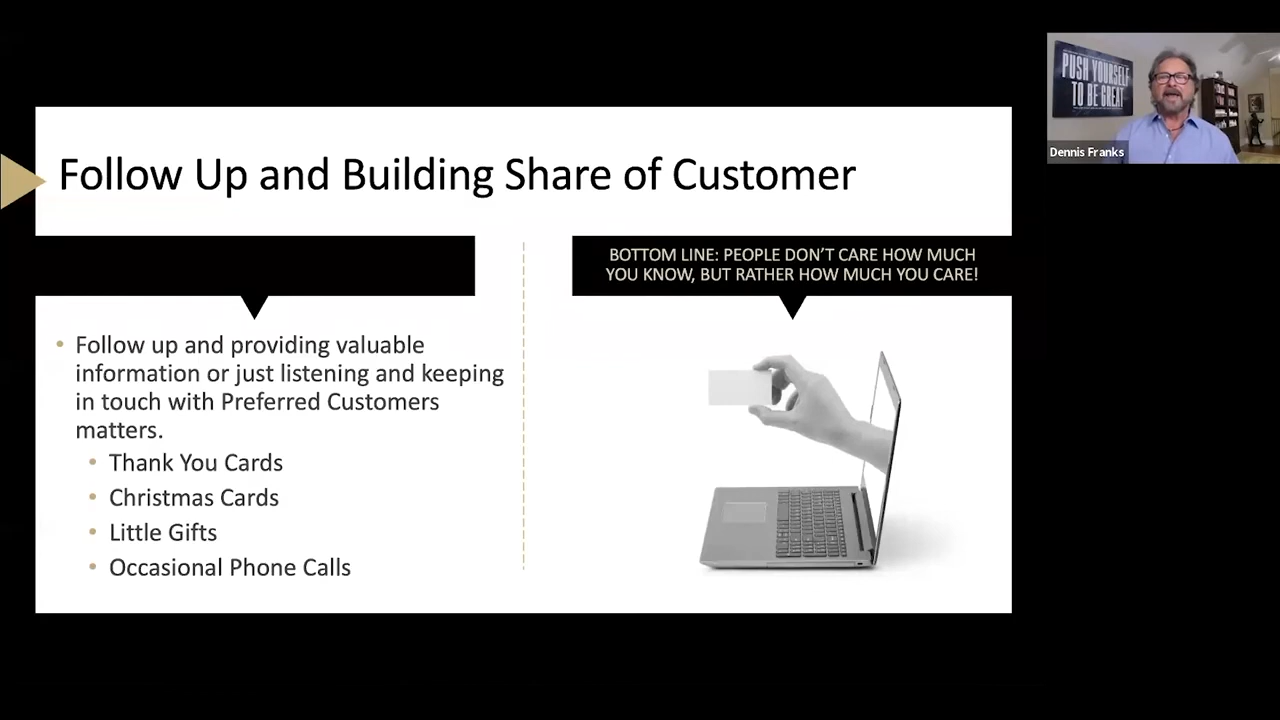 Follow Up and Building Share of Customer
BOTTOM LINE: PEOPLE DON'T CARE HOW MUCH
YOU KNOW, BUT RATHER HOW MUCH YOU CARE!
• Follow up and providing valuable
information or just listening and keeping
in touch with Preferred Customers
matters.
• Thank You Cards
• Christmas Cards
• Little Gifts
• Occasional Phone Calls
PUSH YOURSELF
TO BE GREAT
Dennis Franks